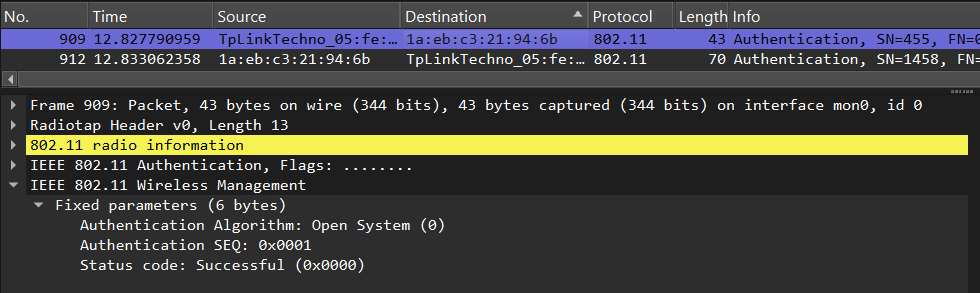 No. Time Source Destination Protocol Length Info
909 12.827790959 TpLinkTechno_05:fe:… 1a:eb:c3:21:94:6b 802.11 43 Authentication, SN=455, FN=0
912 12.833062358 1a:eb:c3:21:94:6b TpLinkTechno_05:fe:… 802.11 70 Authentication, SN=1458, FN=
Frame 909: Packet, 43 bytes on wire (344 bits), 43 bytes captured (344 bits) on interface mon0, id 0
Radiotap Header v0, Length 13
802.11 radio information
IEEE 802.11 Authentication, Flags: ........
IEEE 802.11 Wireless Management
Fixed parameters (6 bytes)
Authentication Algorithm: Open System (0)
Authentication SEQ: 0x0001
Status code: Successful (0x0000)